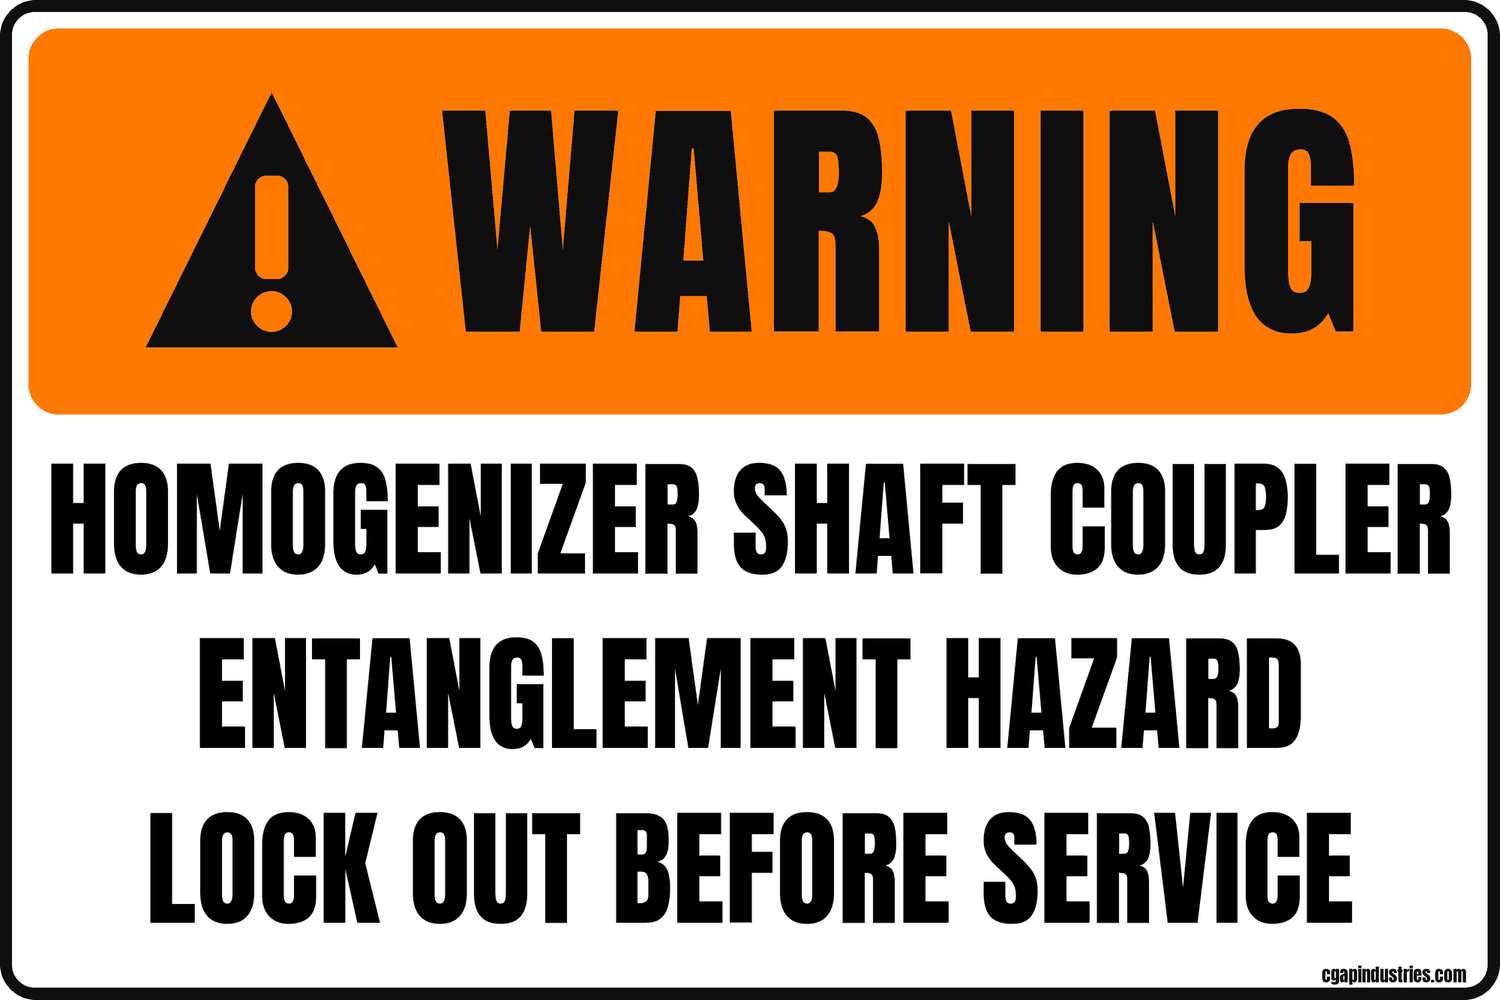 WARNING
HOMOGENIZER SHAFT COUPLER
ENTANGLEMENT HAZARD
LOCK OUT BEFORE SERVICE
cgapindustries.com